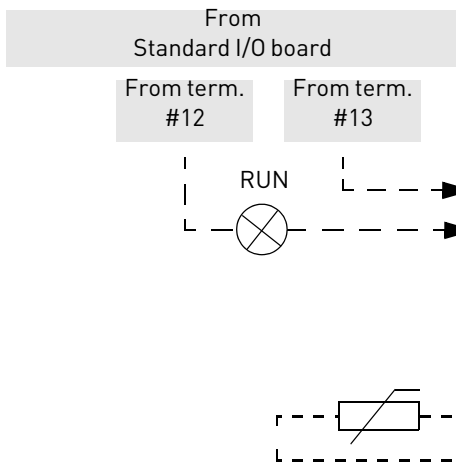 From
Standard I/O board
From term.
#12
From term.
#13
RUN